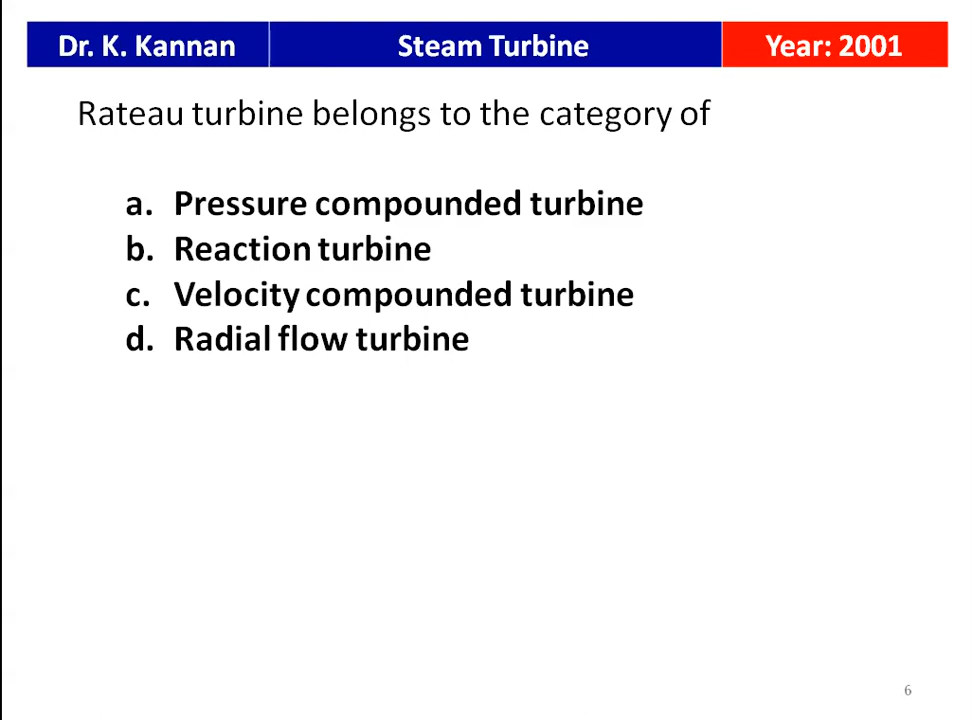 Dr. K. Kannan Steam Turbine Year: 2001
Rateau turbine belongs to the category of
a. Pressure compounded turbine
b. Reaction turbine
c. Velocity compounded turbine
d. Radial flow turbine
6